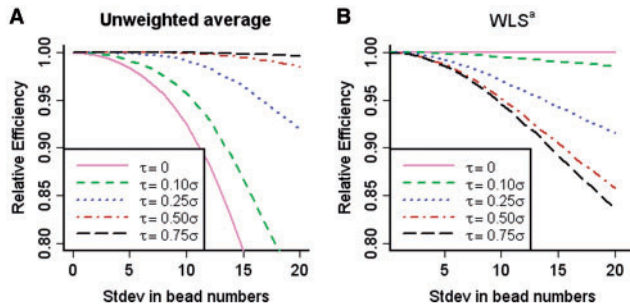 A
Unweighted average
Relative Efficiency
1.00
0.95
0.90
0.85
0.80
τ = 0
τ = 0.10σ
τ = 0.25σ
τ = 0.50σ
τ = 0.75σ
0 5 10 15 20
Stdev in bead numbers
B
WLSª
Relative Efficiency
1.00
0.95
0.90
0.85
0.80
τ = 0
τ = 0.10σ
τ = 0.25σ
τ = 0.50σ
τ = 0.75σ
5 10 15 20
Stdev in bead numbers